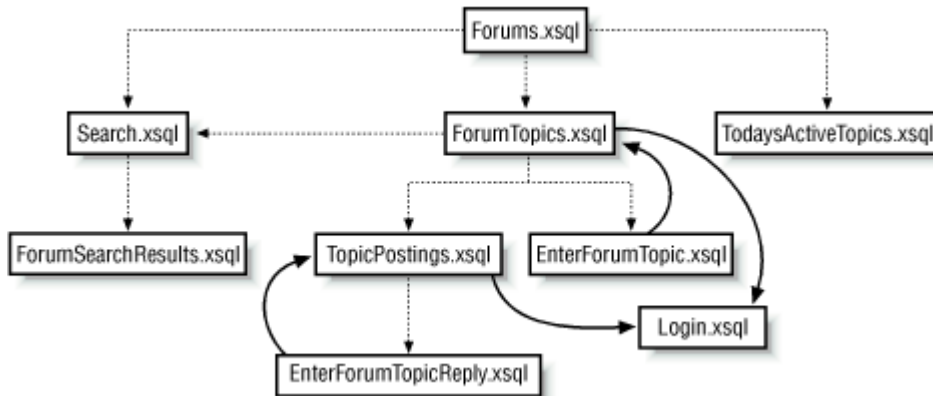 Forums.xsql
Search.xsql
ForumTopics.xsql
TodaysActiveTopics.xsql
ForumSearchResults.xsql
TopicPostings.xsql
EnterForumTopic.xsql
Login.xsql
EnterForumTopicReply.xsql